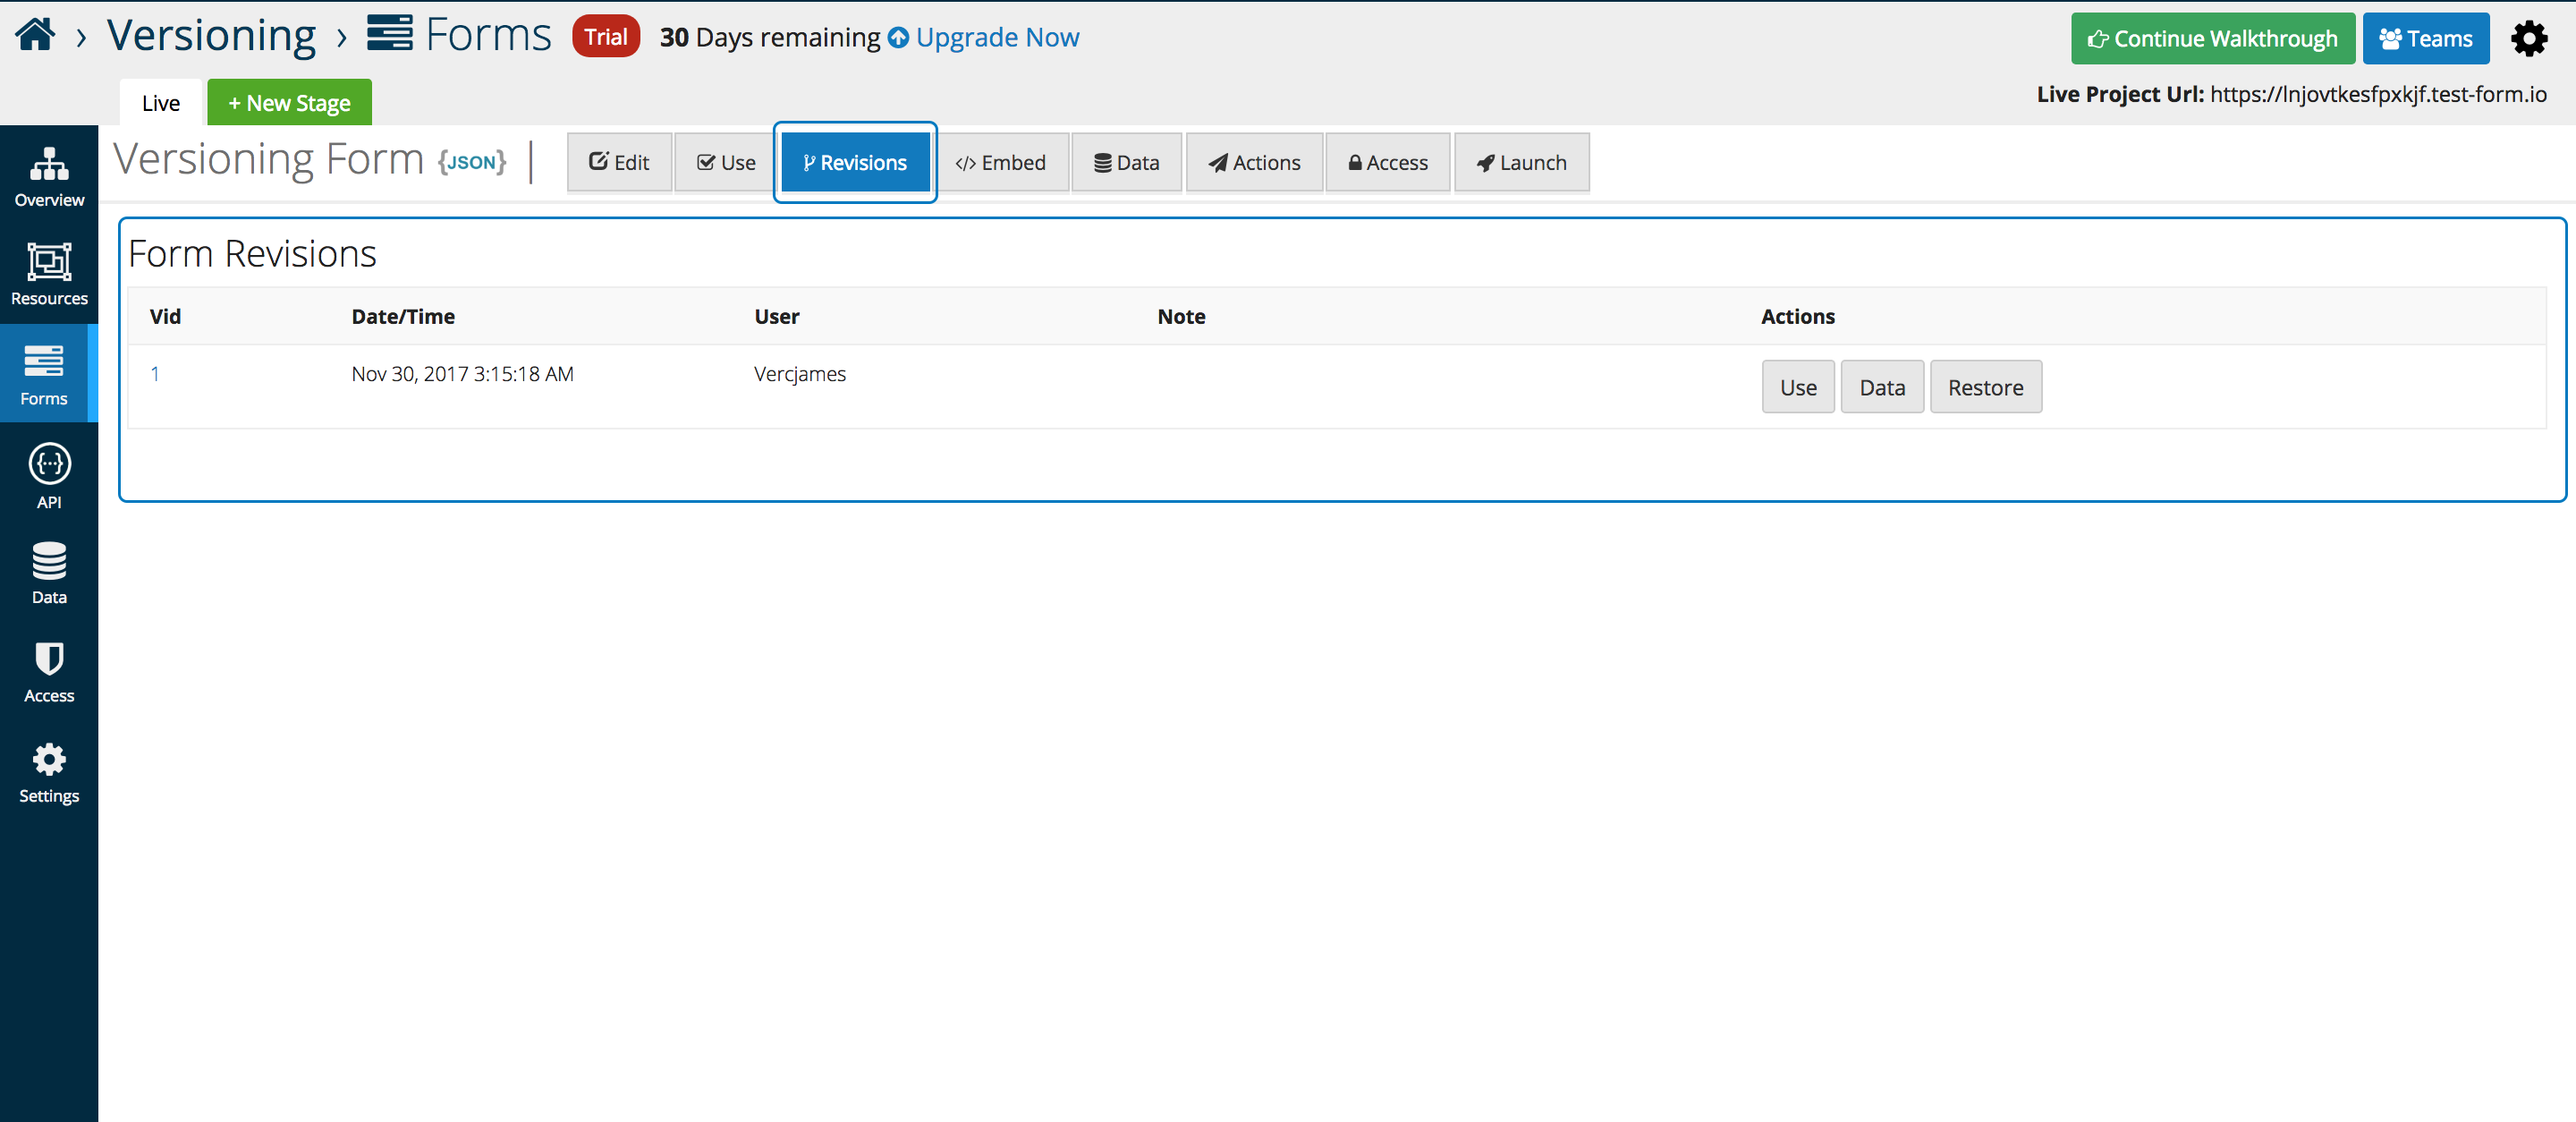 › Versioning › Forms Trial 30 Days remaining Upgrade Now Continue Walkthrough Teams
Live + New Stage Live Project Url: https://lnjovtkesfpxkjf.test-form.io
Versioning Form {JSON} | Edit Use Revisions </> Embed Data Actions Access Launch
Overview
Resources
Forms
API
Data
Access
Settings
Form Revisions
Vid Date/Time User Note Actions
1 Nov 30, 2017 3:15:18 AM Vercjames Use Data Restore